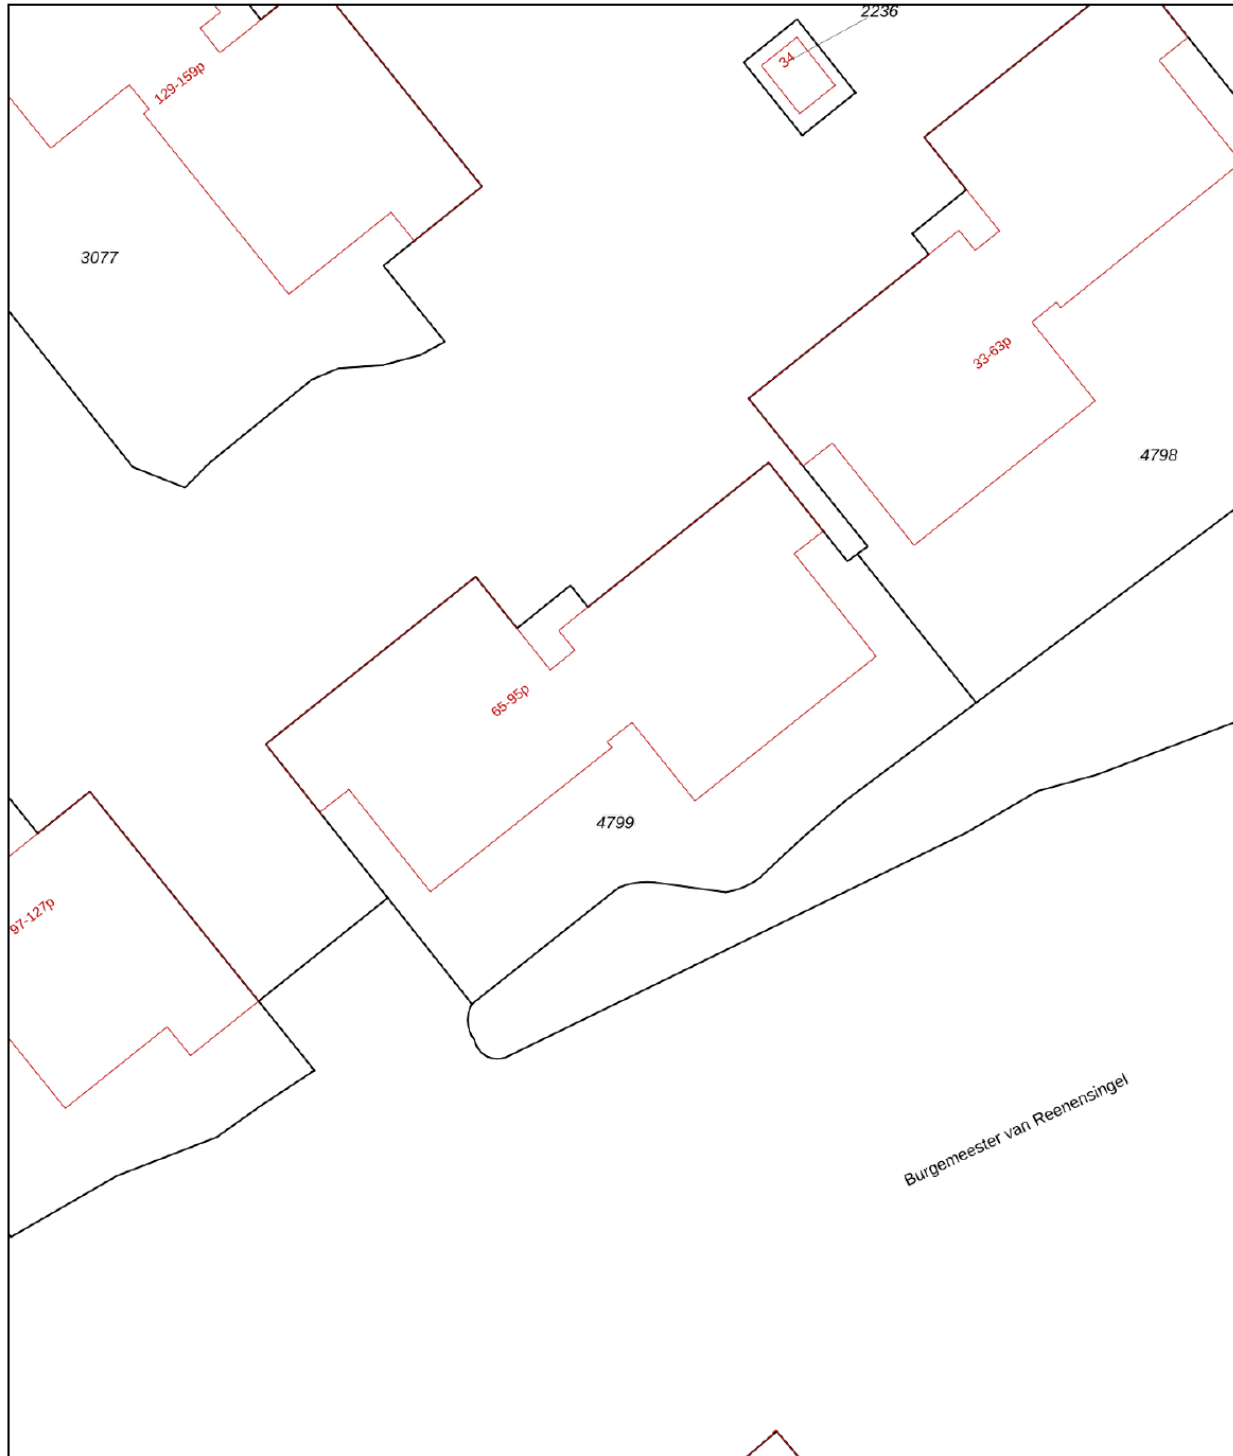 2236
34
129-159p
3077
33-63p
4798
65-95p
4799
97-127p
Burgemeester van Reenensingel